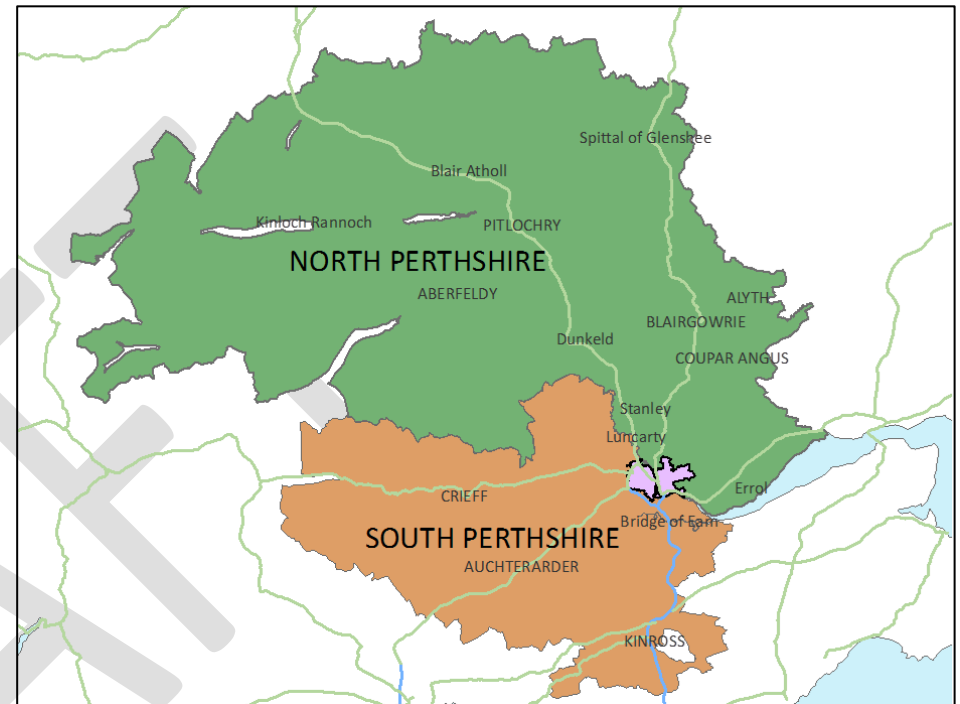 Spittal of Glenshee
Blair Atholl
Kinloch Rannoch
PITLOCHRY
NORTH PERTHSHIRE
ABERFELDY
ALYTH
BLAIRGOWRIE
Dunkeld
COUPAR ANGUS
Stanley
Luncarty
Errol
CRIEFF
Bridge of Earn
SOUTH PERTHSHIRE
AUCHTERARDER
KINROSS